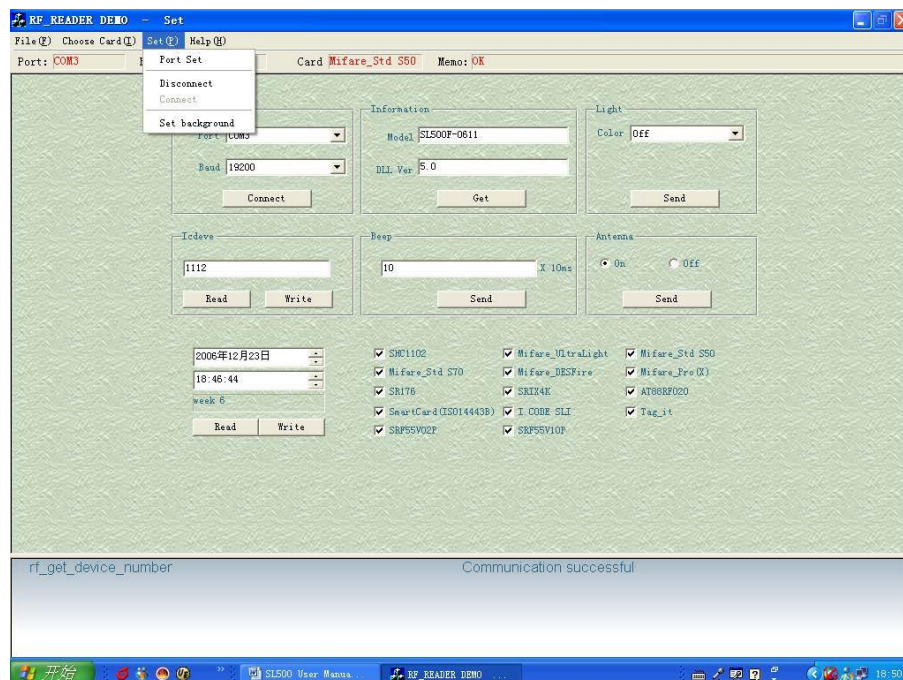 RF_READER DEMO - Set
File(F) Choose Card(I) Set(P) Help(H)
Port: COM3 Card Mifare_Std S50 Memo: OK
Port Set
Disconnect
Connect
Set background
Port COM3
Baud 19200
Connect
Information
Model SL500F-0611
DLL Ver 5.0
Get
Light
Color Off
Send
Icdeve
1112
Read Write
Beep
10 X 10ms
Send
Antenna
On Off
Send
2006年12月23日
18:46:44
week 6
Read Write
SHC1102 Mifare_UltraLight Mifare_Std S50
Mifare_Std S70 Mifare_DESFire Mifare_Pro(X)
SR176 SRIX4K AT88RF020
SmartCard(ISO14443B) I CODE SLI Tag_it
SRF55V02P SRF55V10P
rf_get_device_number Communication successful
开始 SL500 User Manua... RF_READER DEMO ... 18:50